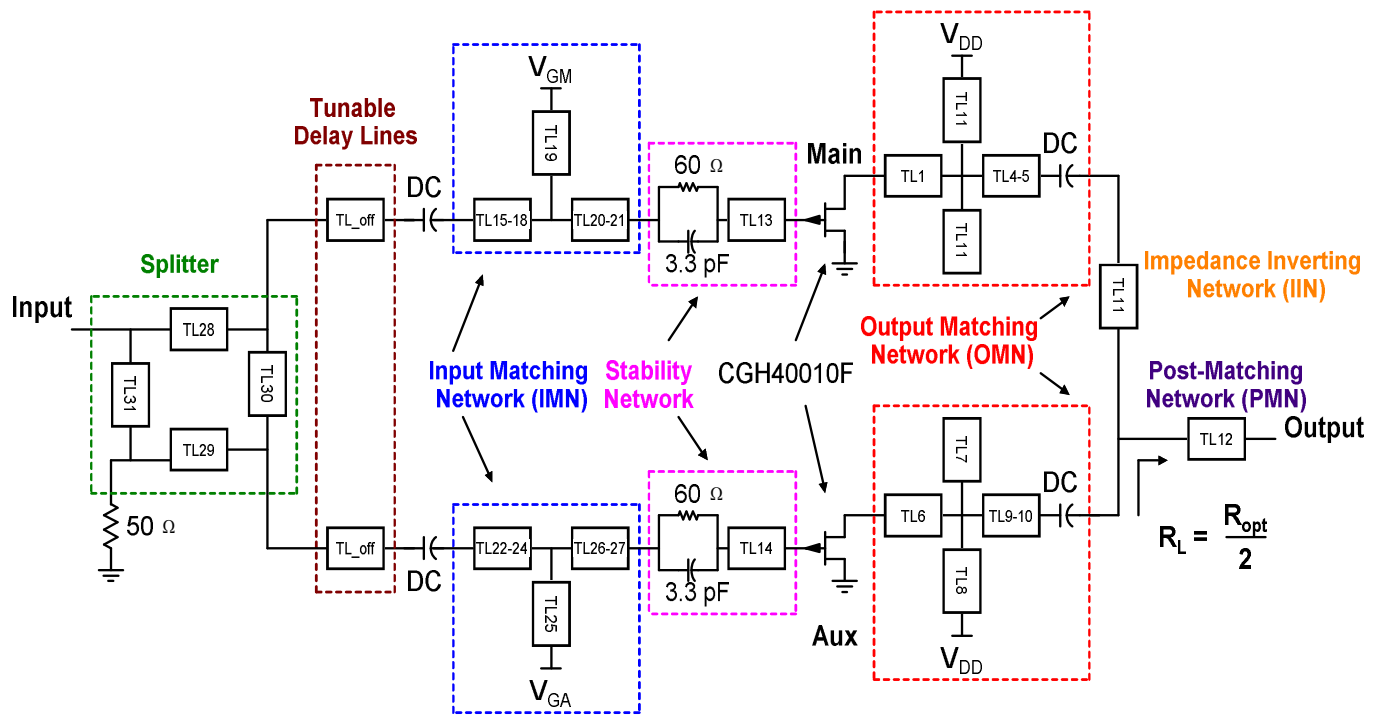 V_DD
V_GM
TL11
Tunable
Delay Lines
TL19
DC
60 Ω
Main
DC
TL1
TL4-5
TL_off
TL15-18
TL20-21
TL13
TL11
3.3 pF
Splitter
Impedance Inverting
Network (IIN)
TL11
Input
TL28
Output Matching
Network (OMN)
TL31
TL30
Input Matching
Network (IMN)
Stability
Network
CGH40010F
Post-Matching
Network (PMN)
TL29
TL7
TL12
Output
50 Ω
60 Ω
DC
TL6
TL9-10
R_L = R_opt/2
TL_off
TL22-24
TL26-27
TL14
DC
3.3 pF
TL25
TL8
Aux
V_DD
V_GA